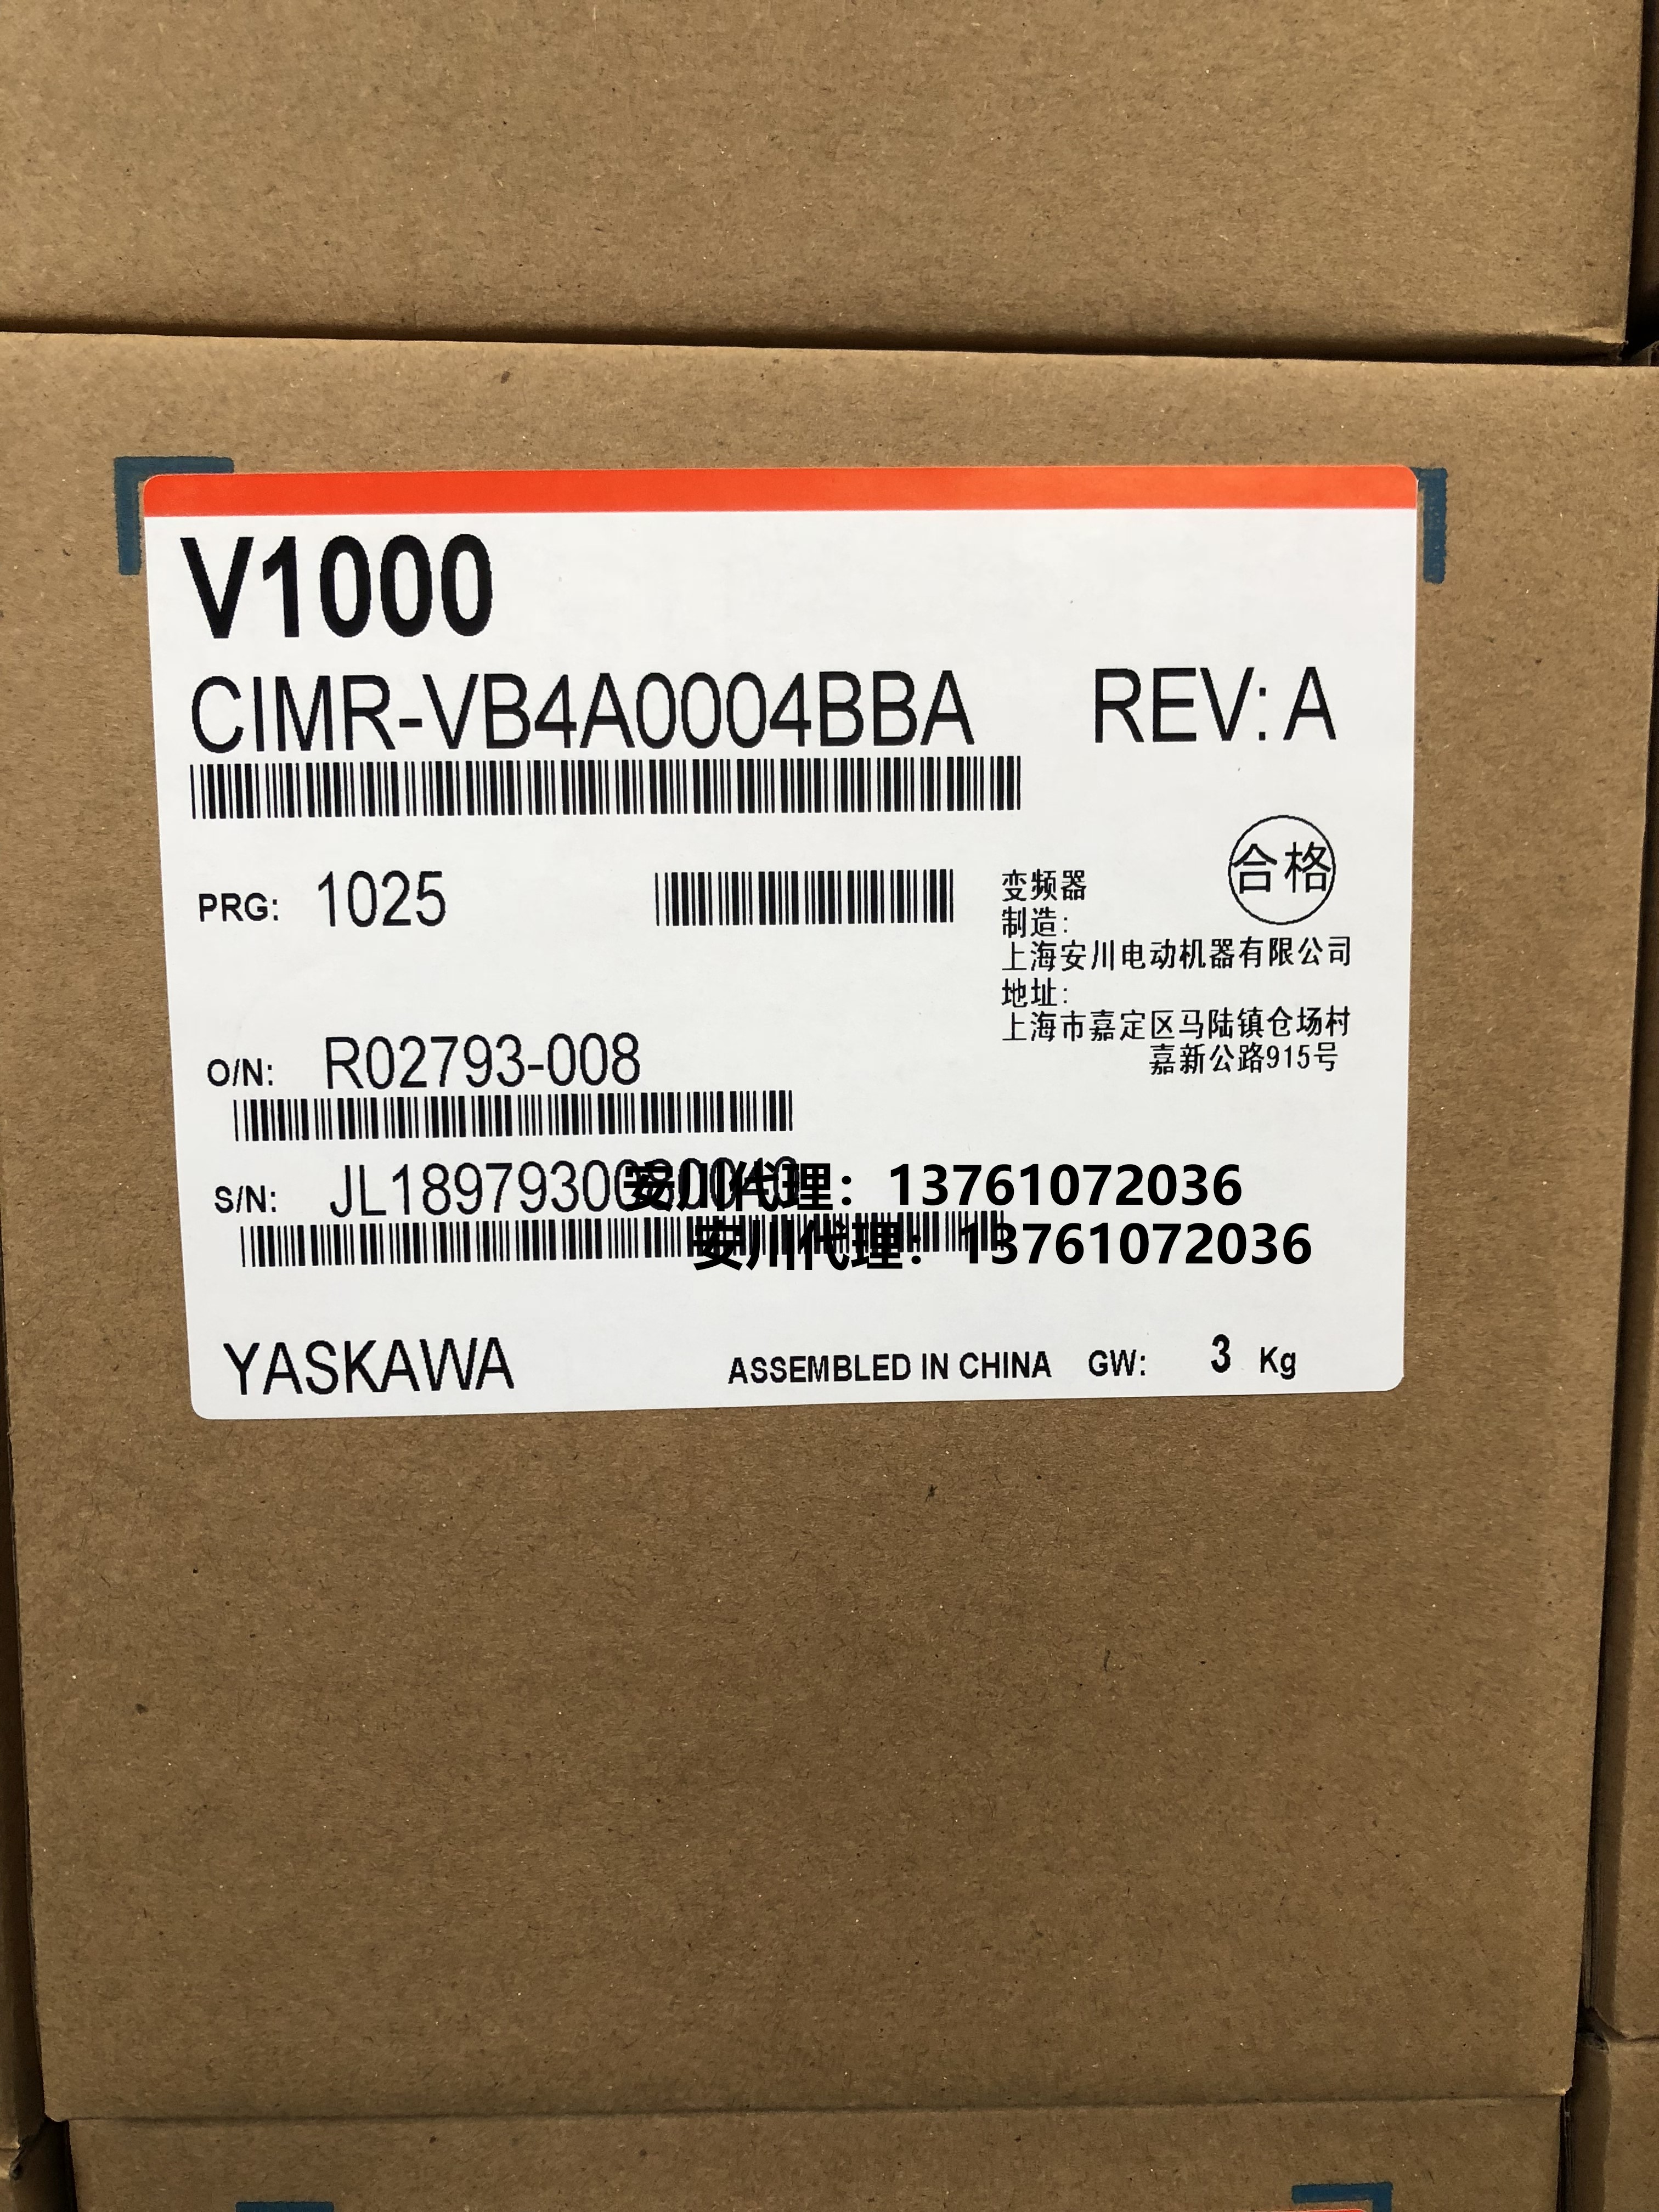 V1000
CIMR-VB4A0004BBA REV: A
PRG: 1025
合格
变频器
制造:
上海安川电动机器有限公司
地址:
上海市嘉定区马陆镇仓场村
嘉新公路915号
O/N: R02793-008
S/N:
安川代理：13761072036
安川代理：13761072036
YASKAWA ASSEMBLED IN CHINA GW: 3 Kg